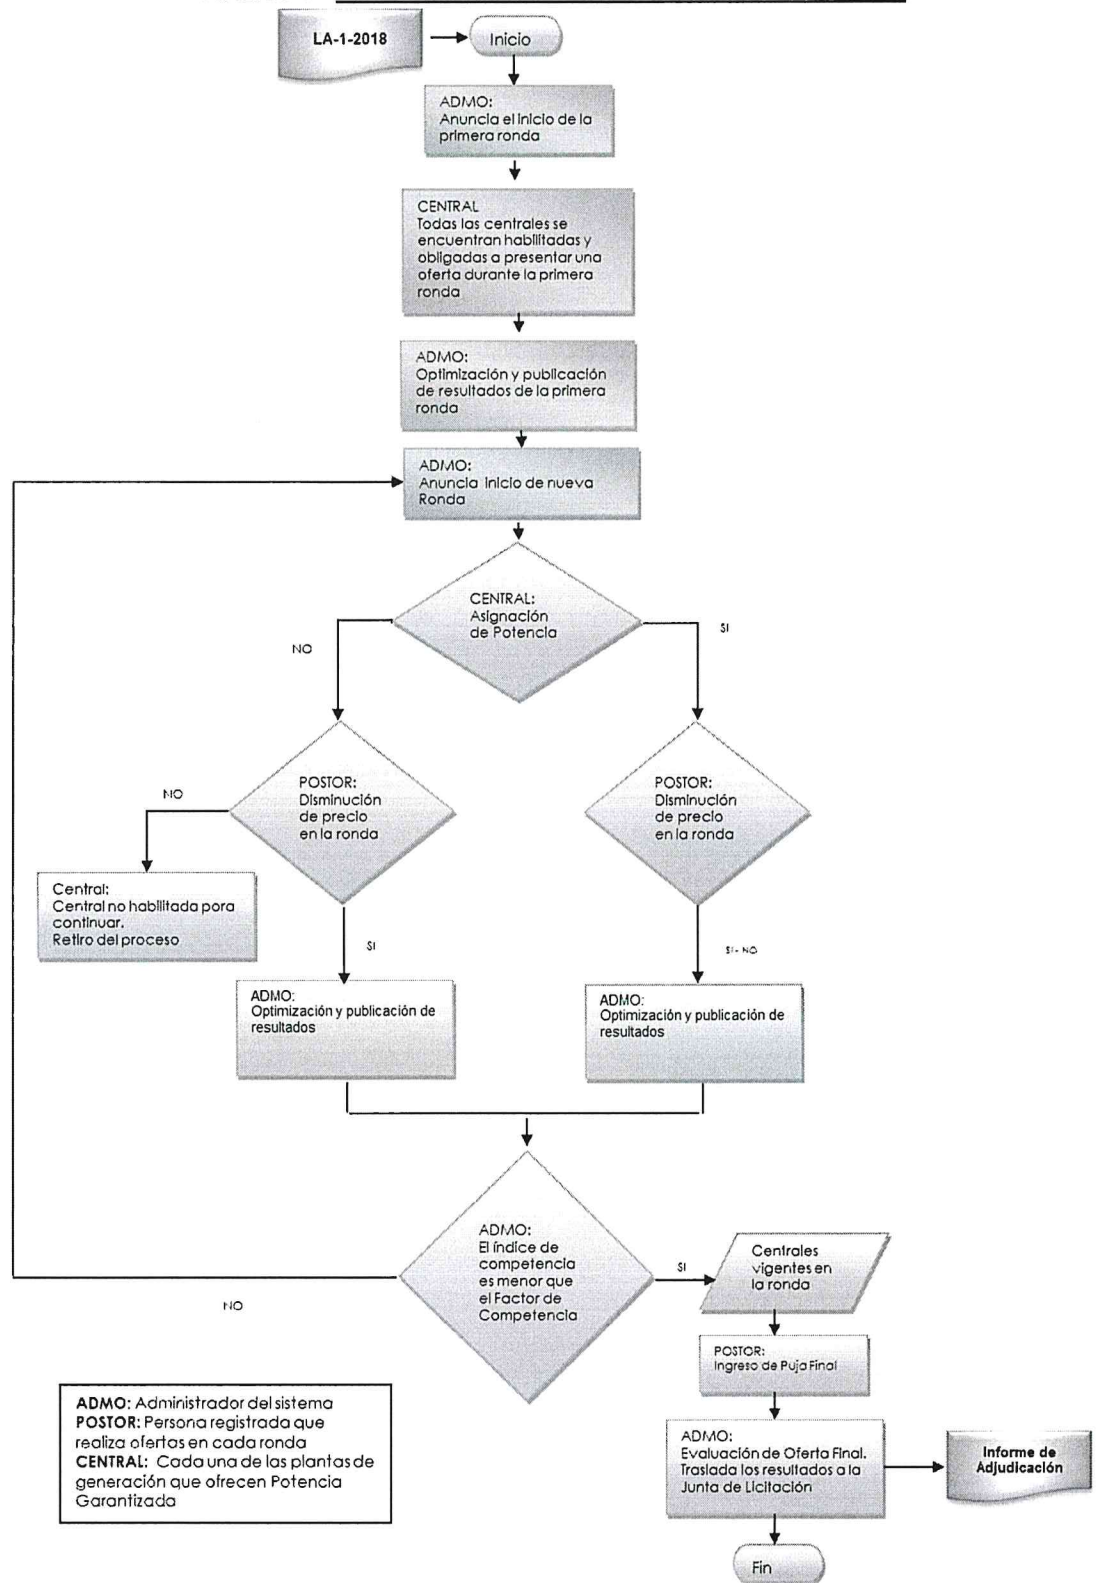 LA-1-2018
Inicio
ADMO:
Anuncia el inicio de la
primera ronda
CENTRAL
Todas las centrales se
encuentran habilitadas y
obligadas a presentar una
oferta durante la primera
ronda
ADMO:
Optimización y publicación
de resultados de la primera
ronda
ADMO:
Anuncia inicio de nueva
Ronda
CENTRAL:
Asignación
de Potencia
NO
SI
POSTOR:
Disminución
de precio
en la ronda
POSTOR:
Disminución
de precio
en la ronda
NO
Central:
Central no habilitada pora
continuar.
Retiro del proceso
SI
SI - NO
ADMO:
Optimización y publicación de
resultados
ADMO:
Optimización y publicación de
resultados
ADMO:
El índice de
competencia
es menor que
el Factor de
Competencia
NO
SI
Centrales
vigentes en
la ronda
POSTOR:
Ingreso de Puja Final
ADMO:
Evaluación de Oferta Final.
Traslada los resultados a la
Junta de Licitación
Informe de
Adjudicación
Fin
ADMO: Administrador del sistema
POSTOR: Persona registrada que
realiza ofertas en cada ronda
CENTRAL: Cada una de las plantas de
generación que ofrecen Potencia
Garantizada